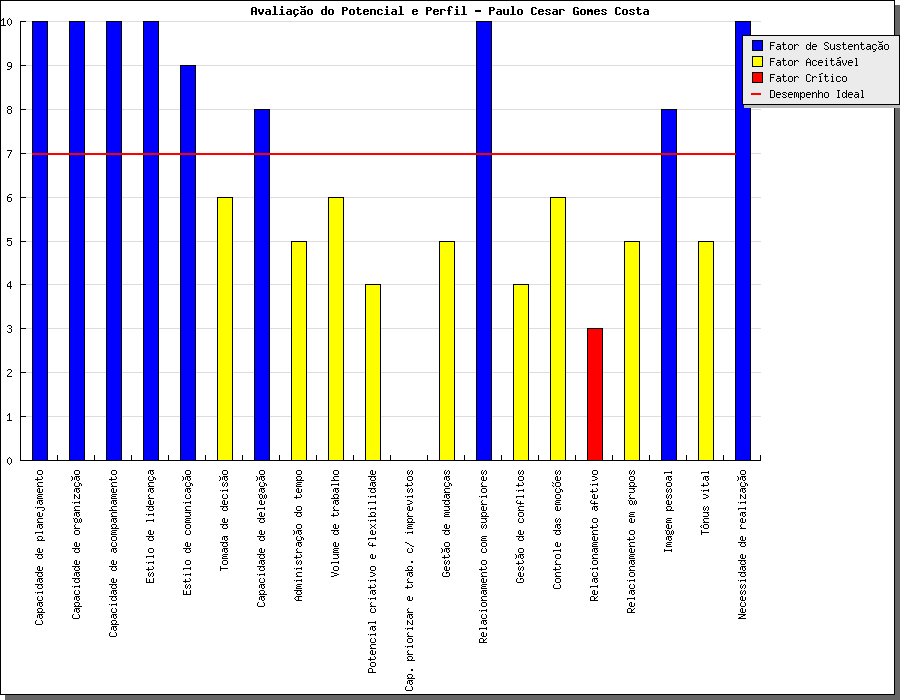 Avaliação do Potencial e Perfil - Paulo Cesar Gomes Costa
Fator de Sustentação
Fator Aceitável
Fator Crítico
Desempenho Ideal
10
9
8
7
6
5
4
3
2
1
0
Capacidade de planejamento
Capacidade de organização
Capacidade de acompanhamento
Estilo de liderança
Estilo de comunicação
Tomada de decisão
Capacidade de delegação
Administração do tempo
Volume de trabalho
Potencial criativo e flexibilidade
Cap. priorizar e trab. c/ imprevistos
Gestão de mudanças
Relacionamento com superiores
Gestão de conflitos
Controle das emoções
Relacionamento afetivo
Relacionamento em grupos
Imagem pessoal
Tônus vital
Necessidade de realização